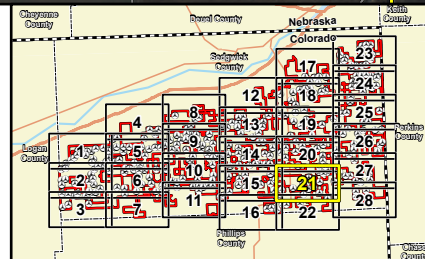 Cheyenne
County
Deuel County
Keith
County
Nebraska
Colorado
Sedgwick
County
23
17
24
12
18
8
25
4
13
19
9
Perkins
County
Logan
County
1
5
14
20
26
10
27
2
6
15
21
3
7
11
16
22
28
Phillips
County
Chase